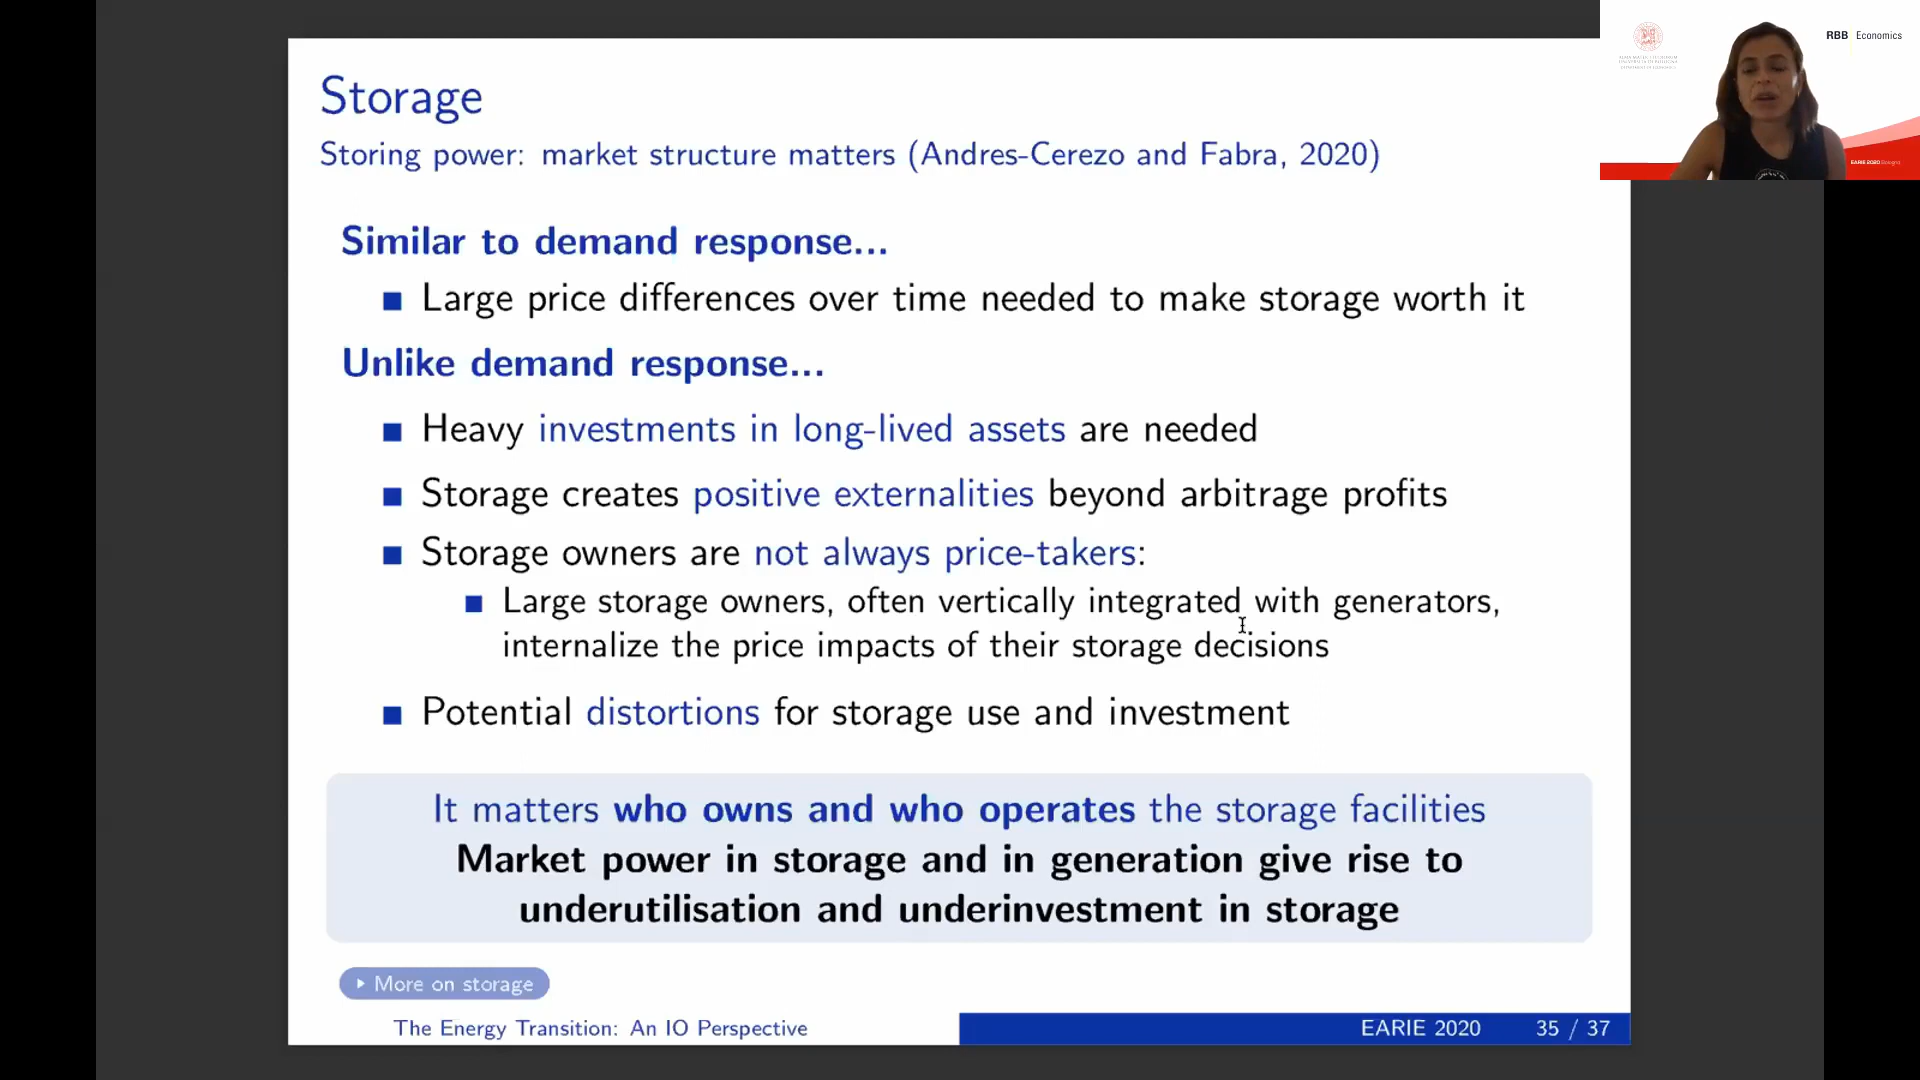 Storage
Storing power: market structure matters (Andres-Cerezo and Fabra, 2020)
Similar to demand response...
Large price differences over time needed to make storage worth it
Unlike demand response...
Heavy investments in long-lived assets are needed
Storage creates positive externalities beyond arbitrage profits
Storage owners are not always price-takers:
Large storage owners, often vertically integrated with generators,
internalize the price impacts of their storage decisions
Potential distortions for storage use and investment
It matters who owns and who operates the storage facilities
Market power in storage and in generation give rise to
underutilisation and underinvestment in storage
More on storage
The Energy Transition: An IO Perspective
EARIE 2020 35 / 37
RBB Economics
EARIE 2020 Bologna